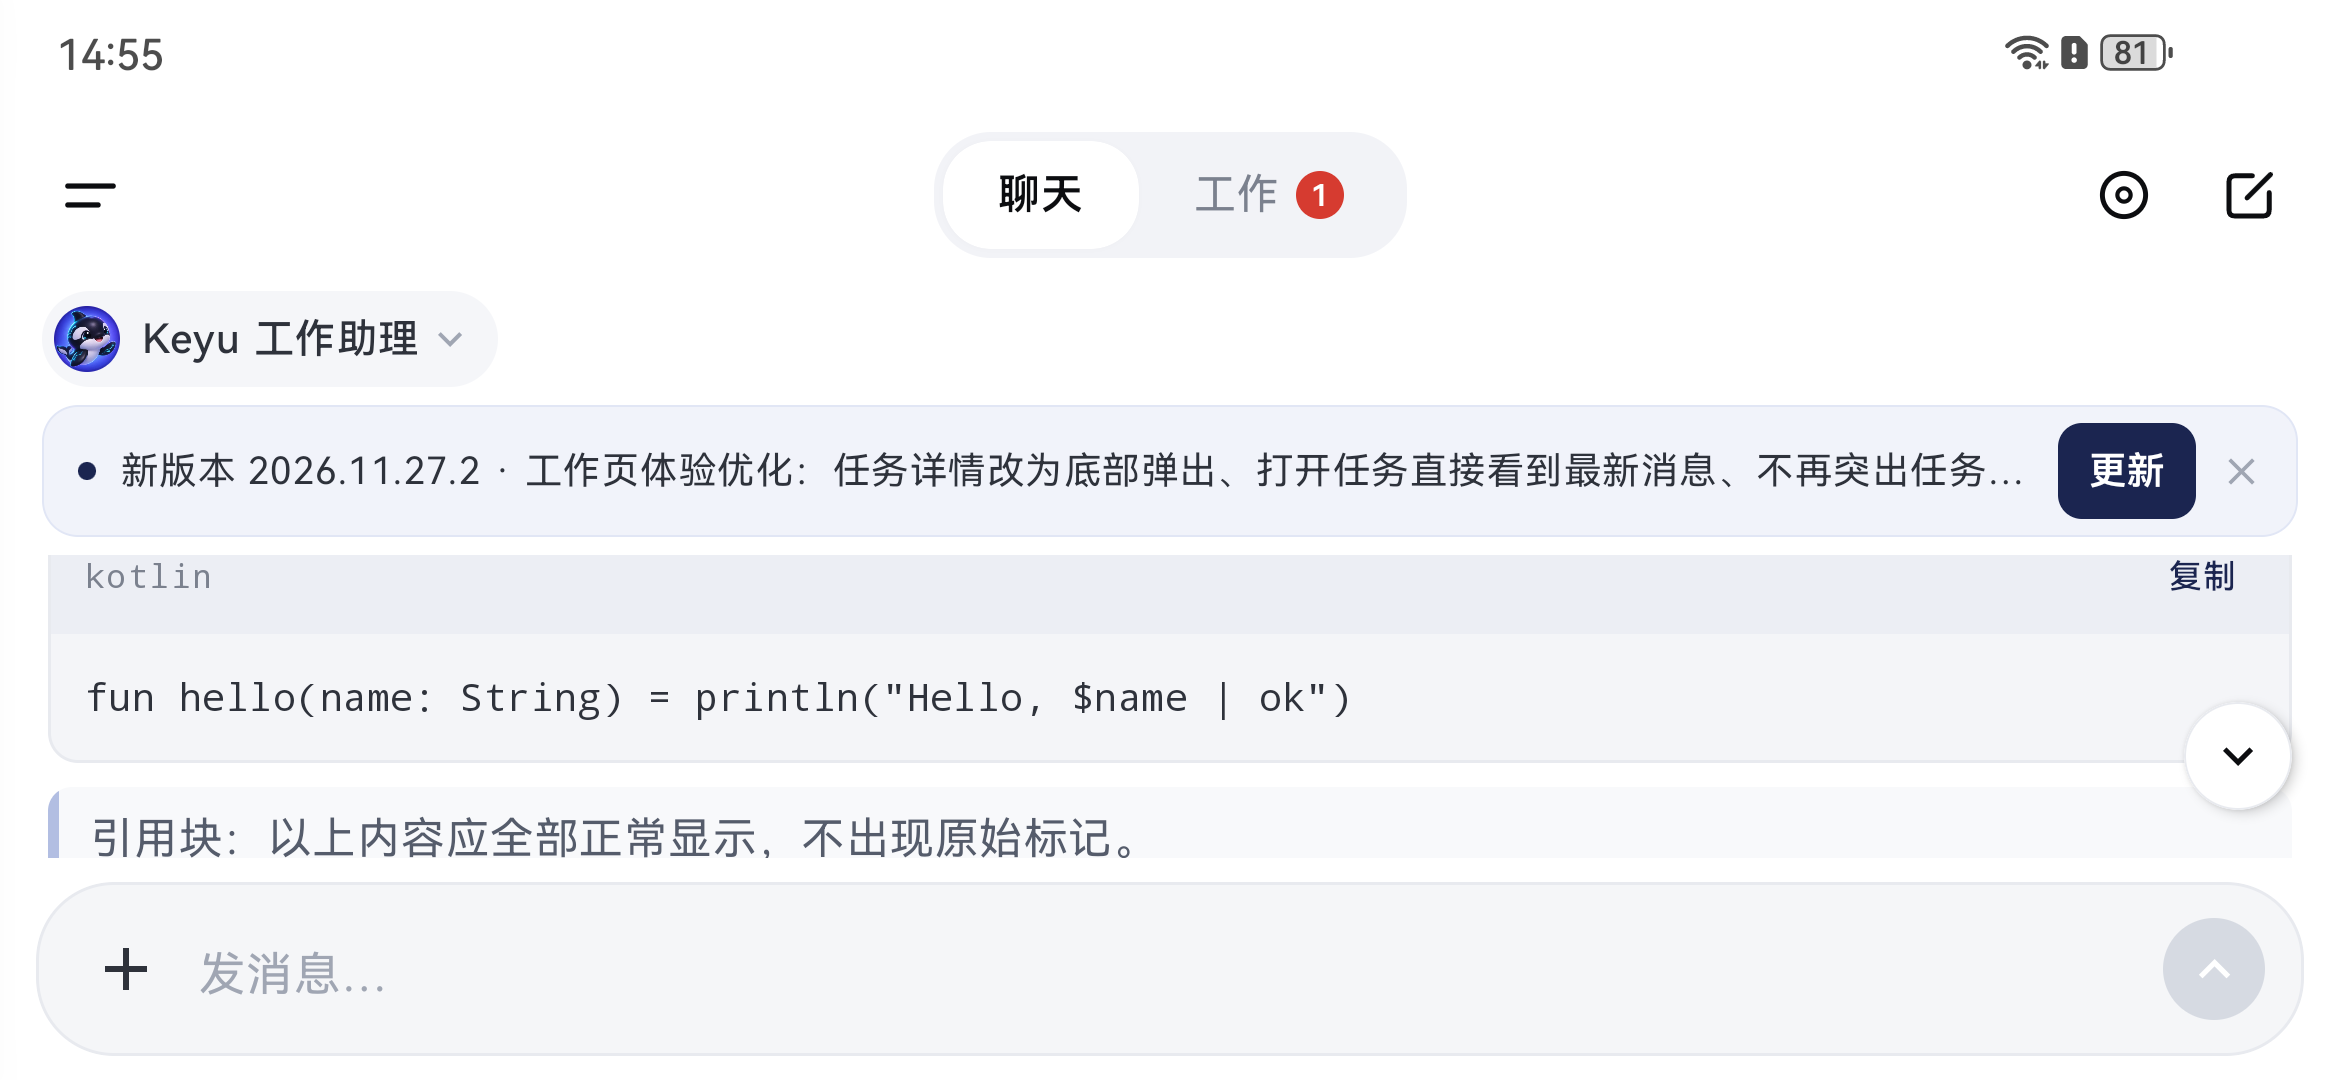 14:55
81
聊天 工作 1
Keyu 工作助理
新版本 2026.11.27.2 · 工作页体验优化：任务详情改为底部弹出、打开任务直接看到最新消息、不再突出任务... 更新
kotlin 复制
fun hello(name: String) = println("Hello, $name | ok")
引用块：以上内容应全部正常显示，不出现原始标记。
发消息...